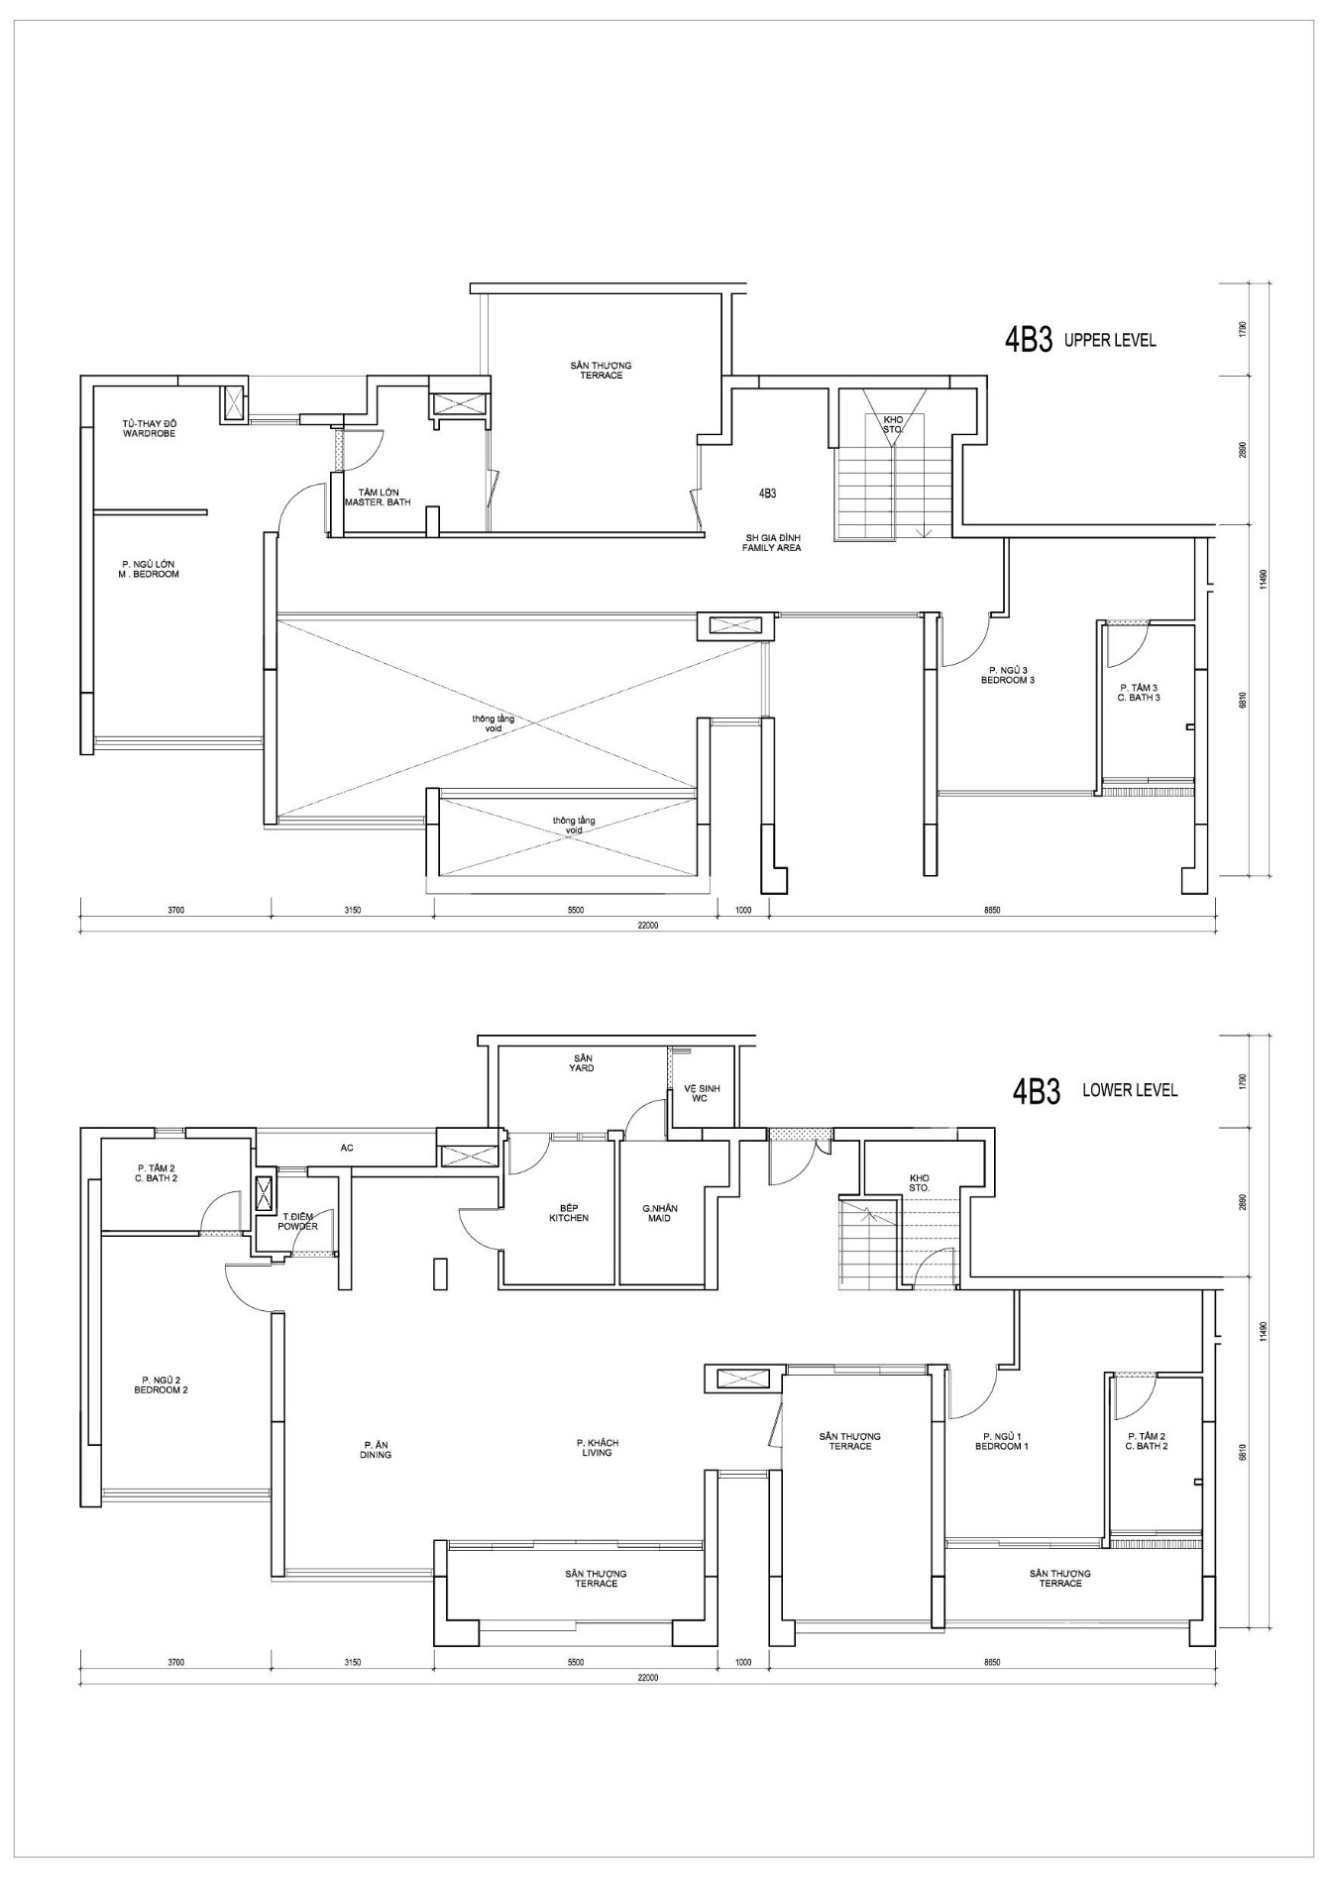 1790
4B3 UPPER LEVEL
SÂN THƯỢNG
TERRACE
TỦ-THAY ĐỒ
WARDROBE
KHO
STO.
2890
TẮM LỚN
MASTER. BATH
4B3
SH GIA ĐÌNH
FAMILY AREA
P. NGỦ LỚN
M . BEDROOM
11490
P. NGỦ 3
BEDROOM 3
P. TẮM 3
C. BATH 3
6810
thông tầng
void
thông tầng
void
3700
3150
5500
1000
8650
22000
SÂN
YARD
1790
VỆ SINH
WC
4B3 LOWER LEVEL
AC
P. TẮM 2
C. BATH 2
KHO
STO.
2890
T.ĐIỂM
POWDER
BẾP
KITCHEN
G.NHÂN
MAID
11490
P. NGỦ 2
BEDROOM 2
P. ĂN
DINING
P. KHÁCH
LIVING
SÂN THƯỢNG
TERRACE
P. NGỦ 1
BEDROOM 1
P. TẮM 2
C. BATH 2
6810
SÂN THƯỢNG
TERRACE
SÂN THƯỢNG
TERRACE
3700
3150
5500
1000
8650
22000